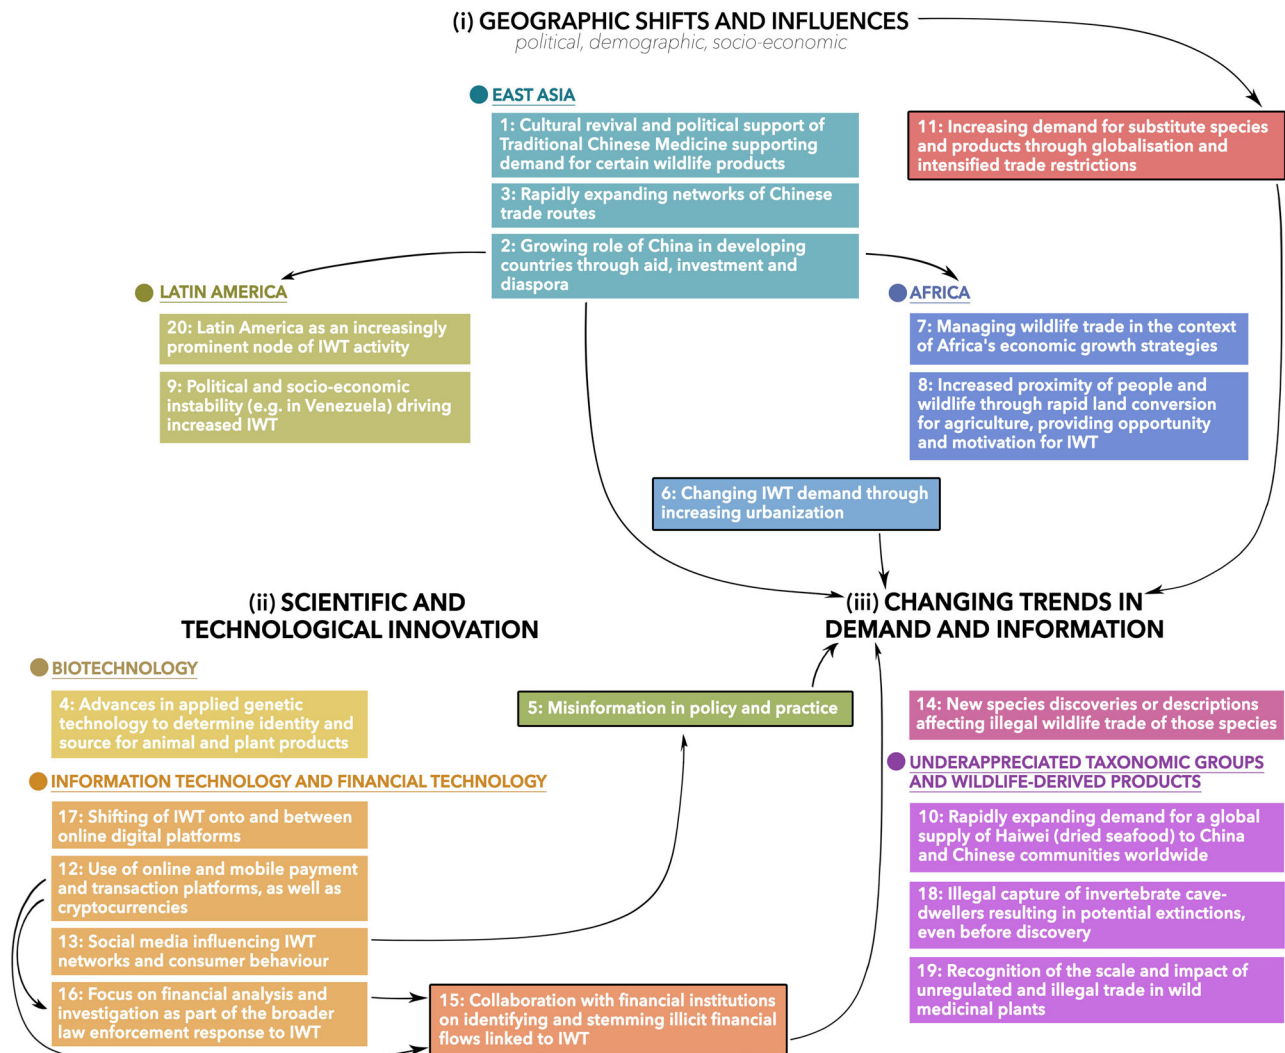 (i) GEOGRAPHIC SHIFTS AND INFLUENCES
political, demographic, socio-economic
EAST ASIA
1: Cultural revival and political support of
Traditional Chinese Medicine supporting
demand for certain wildlife products
3: Rapidly expanding networks of Chinese
trade routes
2: Growing role of China in developing
countries through aid, investment and
diaspora
11: Increasing demand for substitute species
and products through globalisation and
intensified trade restrictions
LATIN AMERICA
20: Latin America as an increasingly
prominent node of IWT activity
9: Political and socio-economic
instability (e.g. in Venezuela) driving
increased IWT
AFRICA
7: Managing wildlife trade in the context
of Africa's economic growth strategies
8: Increased proximity of people and
wildlife through rapid land conversion
for agriculture, providing opportunity
and motivation for IWT
6: Changing IWT demand through
increasing urbanization
(ii) SCIENTIFIC AND
TECHNOLOGICAL INNOVATION
BIOTECHNOLOGY
4: Advances in applied genetic
technology to determine identity and
source for animal and plant products
INFORMATION TECHNOLOGY AND FINANCIAL TECHNOLOGY
17: Shifting of IWT onto and between
online digital platforms
12: Use of online and mobile payment
and transaction platforms, as well as
cryptocurrencies
13: Social media influencing IWT
networks and consumer behaviour
16: Focus on financial analysis and
investigation as part of the broader
law enforcement response to IWT
5: Misinformation in policy and practice
15: Collaboration with financial institutions
on identifying and stemming illicit financial
flows linked to IWT
(iii) CHANGING TRENDS IN
DEMAND AND INFORMATION
14: New species discoveries or descriptions
affecting illegal wildlife trade of those species
UNDERAPPRECIATED TAXONOMIC GROUPS
AND WILDLIFE-DERIVED PRODUCTS
10: Rapidly expanding demand for a global
supply of Haiwei (dried seafood) to China
and Chinese communities worldwide
18: Illegal capture of invertebrate cave-
dwellers resulting in potential extinctions,
even before discovery
19: Recognition of the scale and impact of
unregulated and illegal trade in wild
medicinal plants